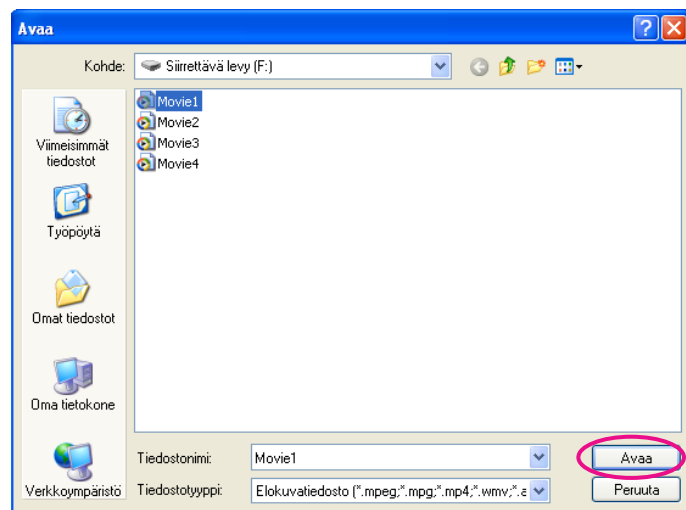 Avaa
Kohde: Siirrettävä levy (F:)
Movie1
Movie2
Movie3
Movie4
Viimeisimmät
tiedostot
Työpöytä
Omat tiedostot
Oma tietokone
Verkkoympäristö
Tiedostonimi: Movie1 Avaa
Tiedostotyyppi: Elokuvatiedosto (*.mpeg;*.mpg;*.mp4;*.wmv;*.a Peruuta